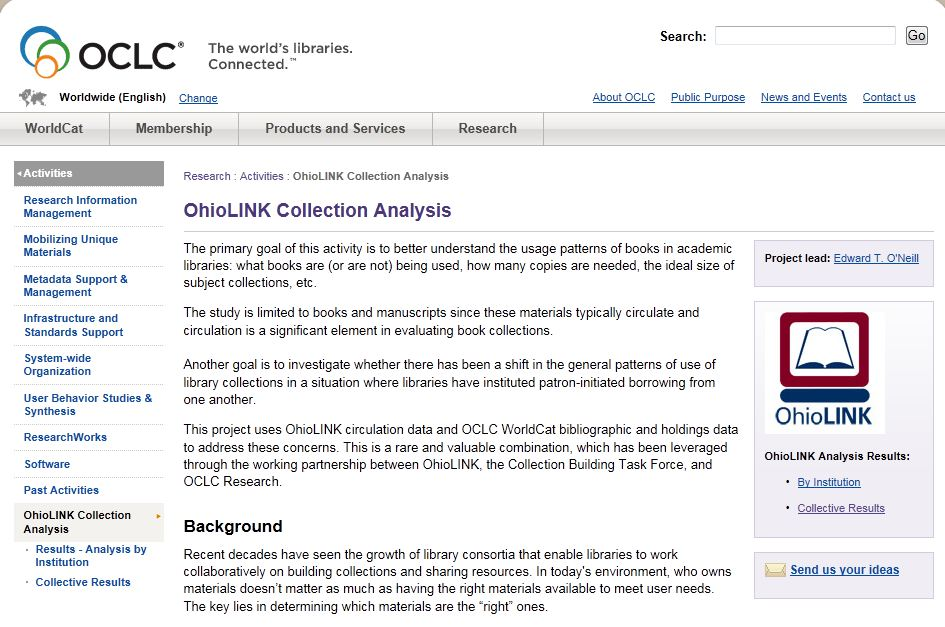 OCLC®
The world's libraries.
Connected.™
Search:
Go
Worldwide (English) Change
About OCLC Public Purpose News and Events Contact us
WorldCat Membership Products and Services Research
Activities
Research Information
Management
Mobilizing Unique
Materials
Metadata Support &
Management
Infrastructure and
Standards Support
System-wide
Organization
User Behavior Studies &
Synthesis
ResearchWorks
Software
Past Activities
OhioLINK Collection
Analysis
Results - Analysis by
Institution
Collective Results
Research : Activities : OhioLINK Collection Analysis
OhioLINK Collection Analysis
The primary goal of this activity is to better understand the usage patterns of books in academic
libraries: what books are (or are not) being used, how many copies are needed, the ideal size of
subject collections, etc.
The study is limited to books and manuscripts since these materials typically circulate and
circulation is a significant element in evaluating book collections.
Another goal is to investigate whether there has been a shift in the general patterns of use of
library collections in a situation where libraries have instituted patron-initiated borrowing from
one another.
This project uses OhioLINK circulation data and OCLC WorldCat bibliographic and holdings data
to address these concerns. This is a rare and valuable combination, which has been leveraged
through the working partnership between OhioLINK, the Collection Building Task Force, and
OCLC Research.
Background
Recent decades have seen the growth of library consortia that enable libraries to work
collaboratively on building collections and sharing resources. In today's environment, who owns
materials doesn't matter as much as having the right materials available to meet user needs.
The key lies in determining which materials are the “right” ones.
Project lead: Edward T. O'Neill
OhioLINK
OhioLINK Analysis Results:
• By Institution
• Collective Results
Send us your ideas